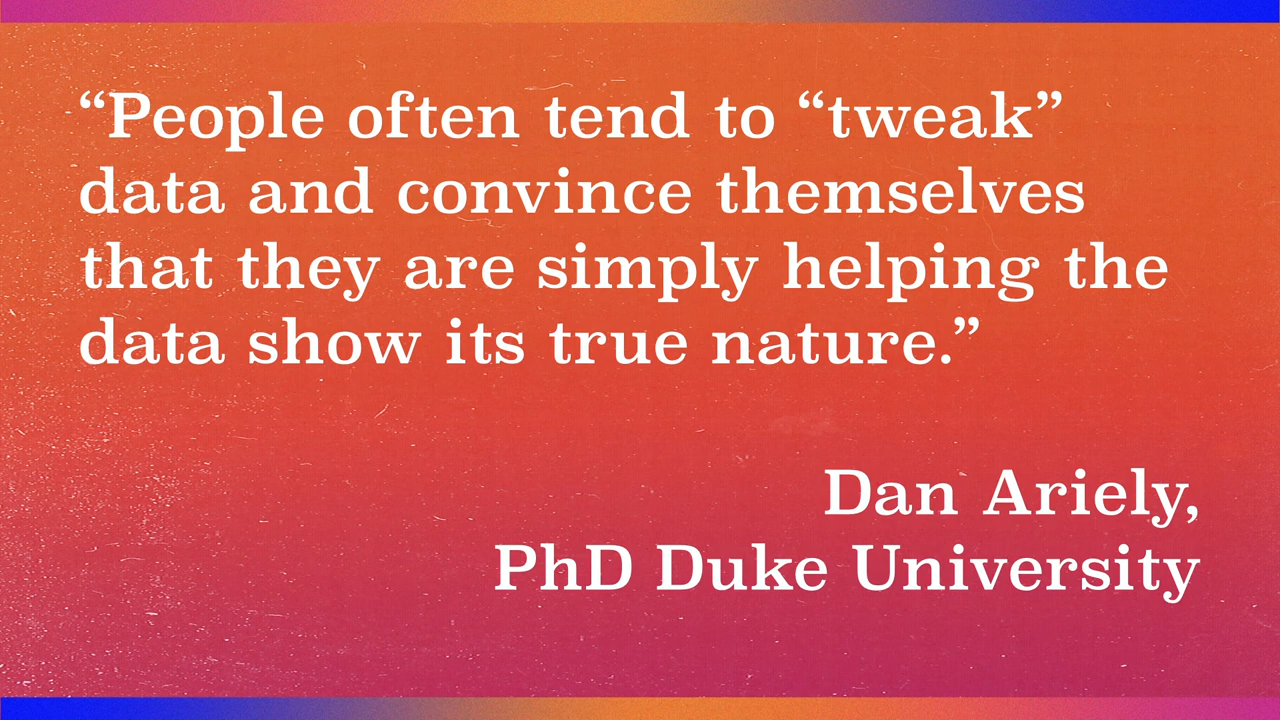 “People often tend to “tweak”
data and convince themselves
that they are simply helping the
data show its true nature.”
Dan Ariely,
PhD Duke University